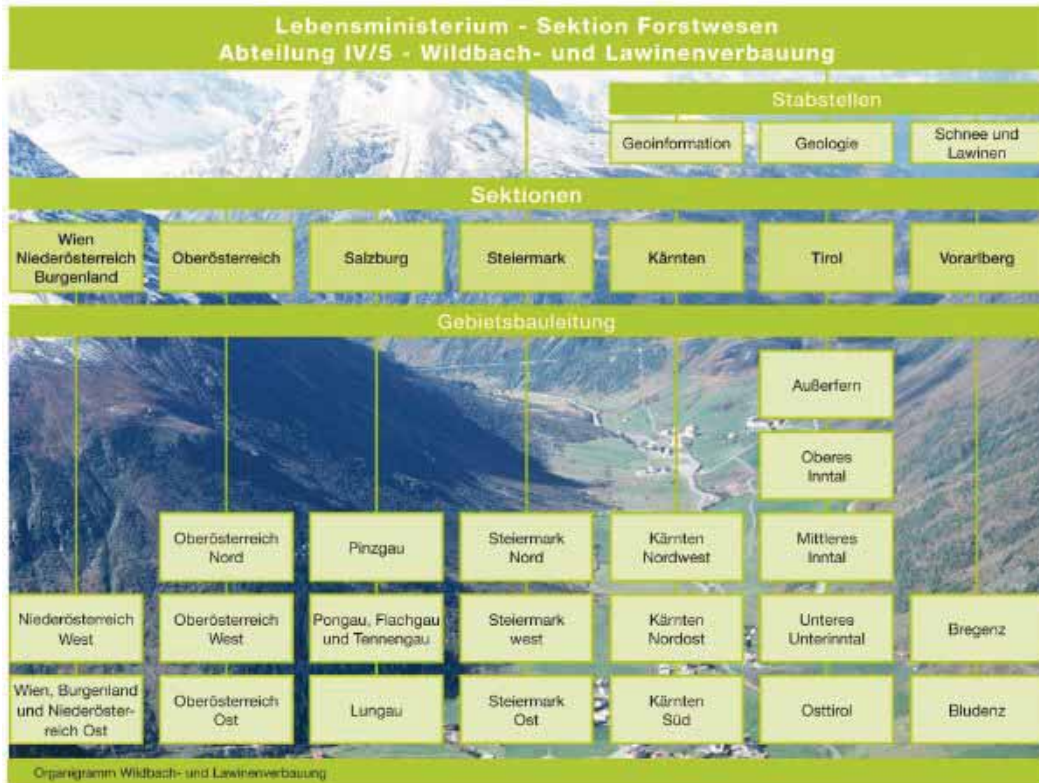 Lebensministerium - Sektion Forstwesen
Abteilung IV/5 - Wildbach- und Lawinenverbauung
Stabstellen
Geoinformation
Geologie
Schnee und
Lawinen
Sektionen
Wien
Niederösterreich
Burgenland
Oberösterreich
Salzburg
Steiermark
Kärnten
Tirol
Vorarlberg
Gebietsbauleitung
Außerfern
Oberes
Inntal
Oberösterreich
Nord
Pinzgau
Steiermark
Nord
Kärnten
Nordwest
Mittleres
Inntal
Niederösterreich
West
Oberösterreich
West
Pongau, Flachgau
und Tennengau
Steiermark
west
Kärnten
Nordost
Unteres
Unterinntal
Bregenz
Wien, Burgenland
und Niederöster-
reich Ost
Oberösterreich
Ost
Lungau
Steiermark
Ost
Kärnten
Süd
Osttirol
Bludenz
Organigramm Wildbach- und Lawinenverbauung